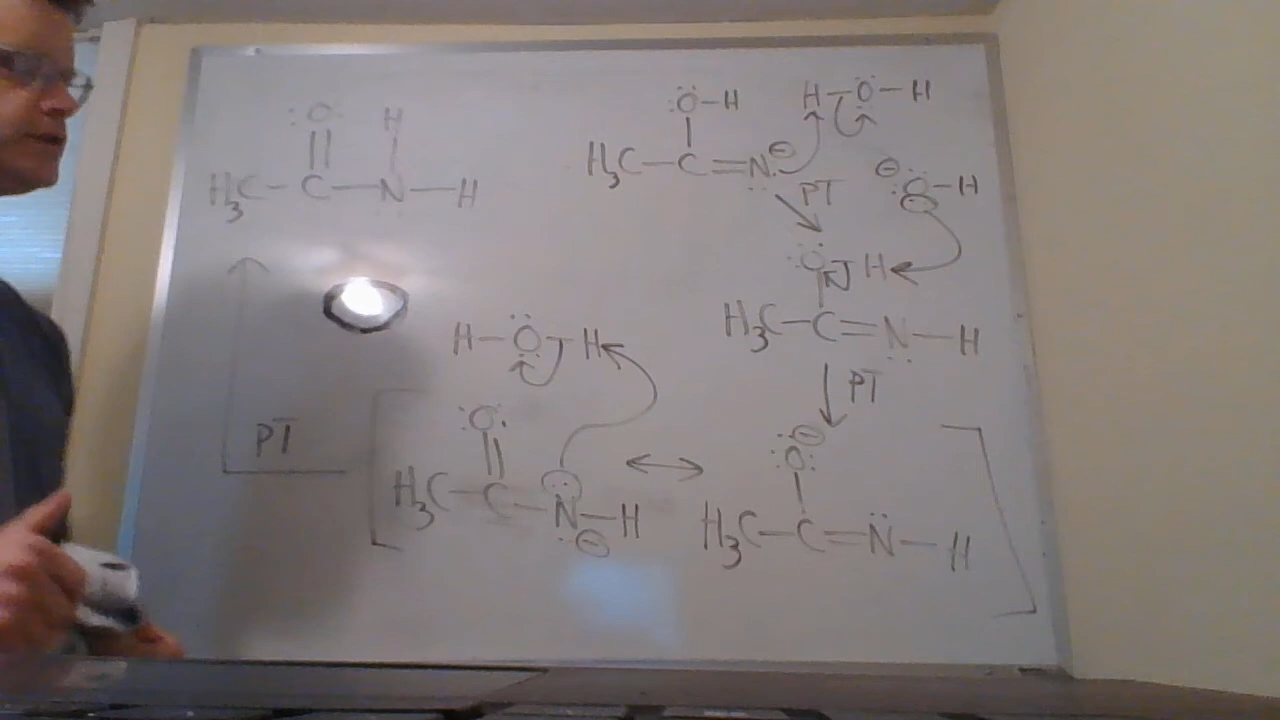 :Ö: H
H₃C – C – N – H
:Ö – H H – Ö – H
H₃C – C = N ⊖
PT
⊖ :O – H
:Ö H
H₃C – C = N – H
PT
H – Ö – H
:O: :O: ⊖
PT
H₃C – C – N – H ⊖ ↔ H₃C – C = N̈ – H